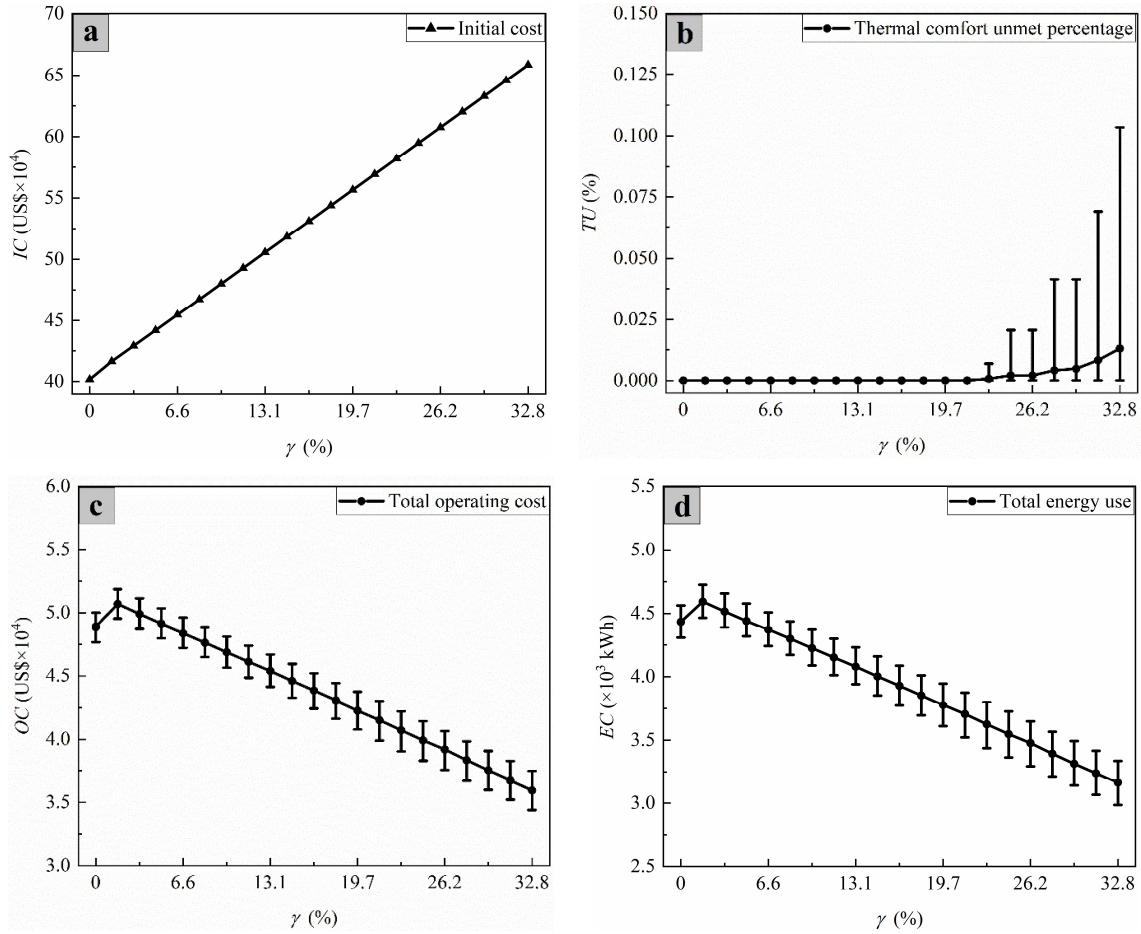 a
Initial cost
70
65
60
55
50
45
40
IC (US$×10⁴)
0 6.6 13.1 19.7 26.2 32.8
γ (%)
b
Thermal comfort unmet percentage
0.150
0.125
0.100
0.075
0.050
0.025
0.000
TU (%)
0 6.6 13.1 19.7 26.2 32.8
γ (%)
c
Total operating cost
6.0
5.5
5.0
4.5
4.0
3.5
3.0
OC (US$×10⁴)
0 6.6 13.1 19.7 26.2 32.8
γ (%)
d
Total energy use
5.5
5.0
4.5
4.0
3.5
3.0
2.5
EC (×10³ kWh)
0 6.6 13.1 19.7 26.2 32.8
γ (%)